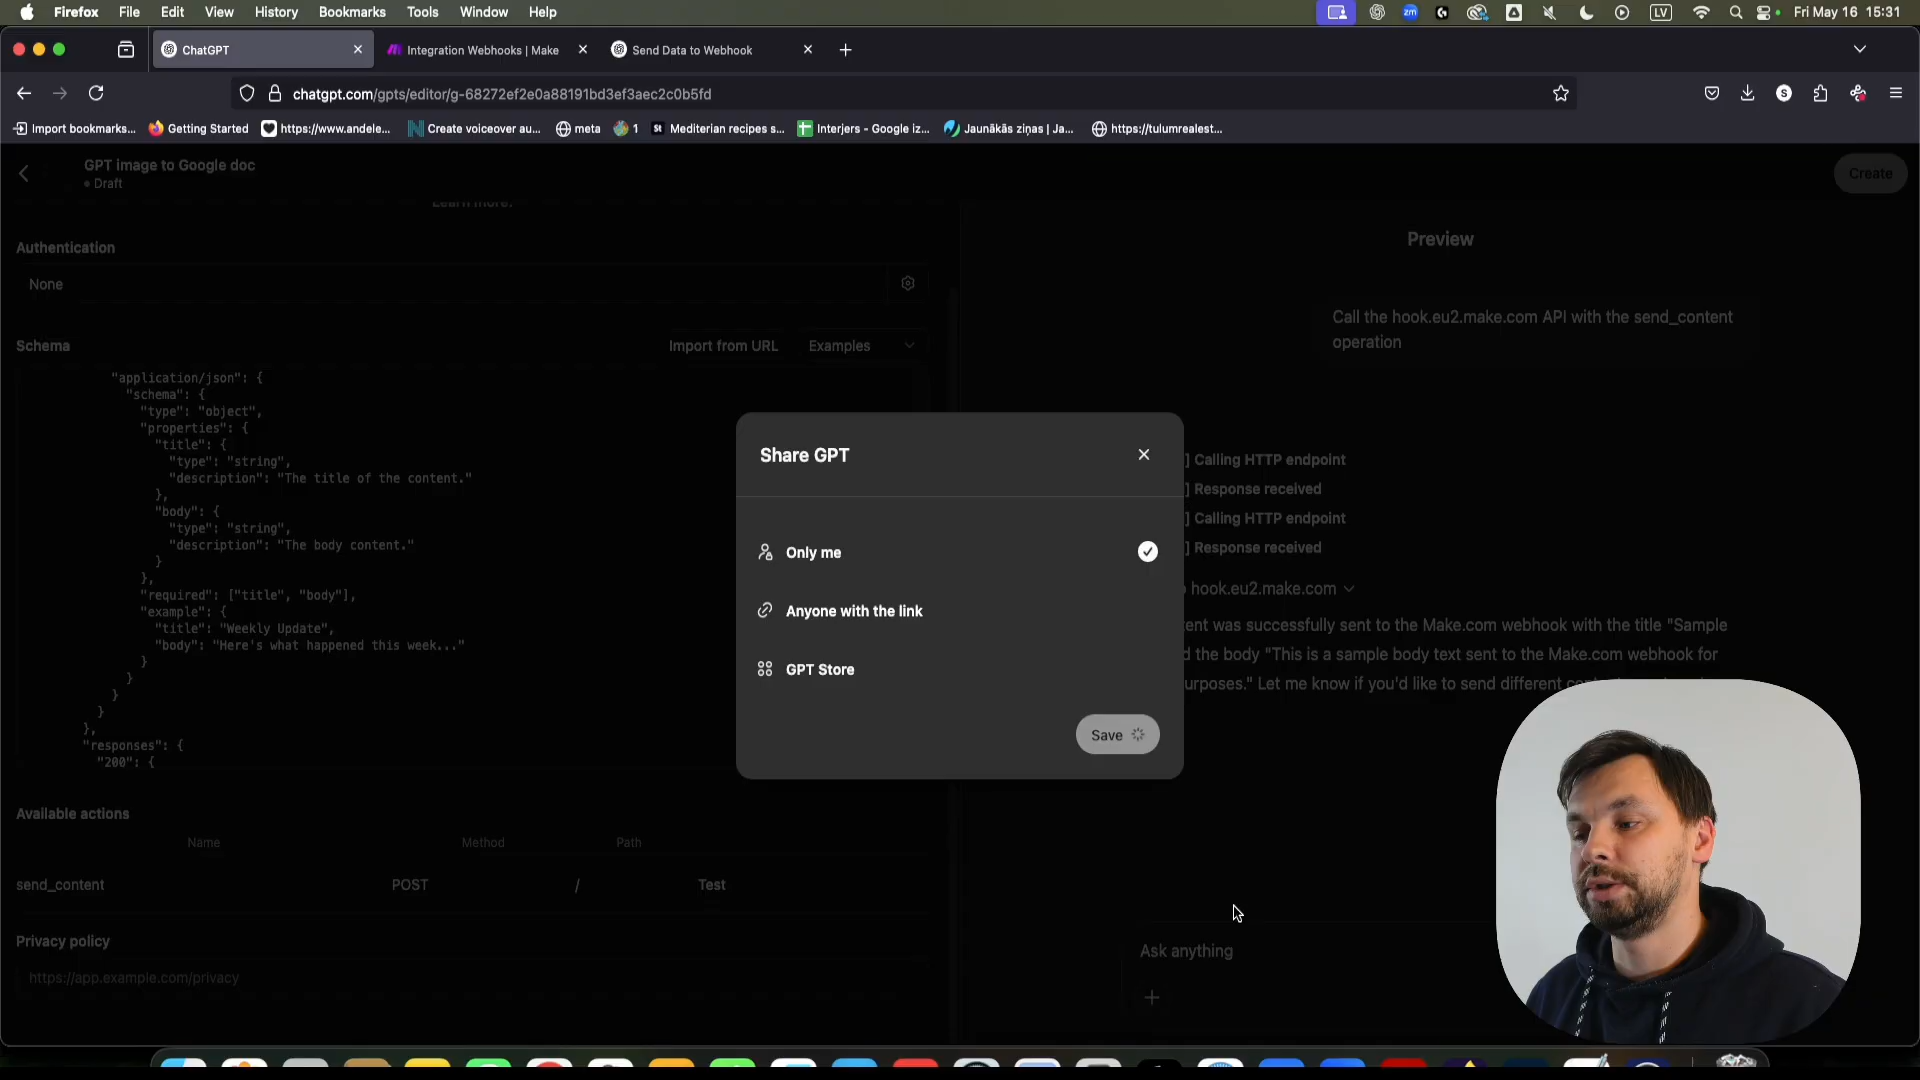 Firefox File Edit View History Bookmarks Tools Window Help
zm LV Fri May 16 15:31
ChatGPT
Integration Webhooks | Make
Send Data to Webhook
chatgpt.com/gpts/editor/g-68272ef2e0a88191bd3ef3aec2c0b5fd
S
Import bookmarks...
Getting Started
https://www.andele...
Create voiceover au...
meta
1
St Mediterian recipes s...
Interjers - Google iz...
Jaunākās ziņas | Ja...
https://tulumrealest...
GPT image to Google doc
Draft
Create
Learn more.
Authentication
None
Schema
Import from URL
Examples
"application/json": {
"schema": {
"type": "object",
"properties": {
"title": {
"type": "string",
"description": "The title of the content."
},
"body": {
"type": "string",
"description": "The body content."
}
},
"required": ["title", "body"],
"example": {
"title": "Weekly Update",
"body": "Here's what happened this week..."
}
}
}
},
"responses": {
"200": {
Available actions
Name Method Path
send_content POST / Test
Privacy policy
https://app.example.com/privacy
Share GPT
Only me
Anyone with the link
GPT Store
Save
Preview
Call the hook.eu2.make.com API with the send_content
operation
] Calling HTTP endpoint
] Response received
] Calling HTTP endpoint
] Response received
hook.eu2.make.com
ent was successfully sent to the Make.com webhook with the title "Sample
d the body "This is a sample body text sent to the Make.com webhook for
urposes." Let me know if you'd like to send different
Ask anything